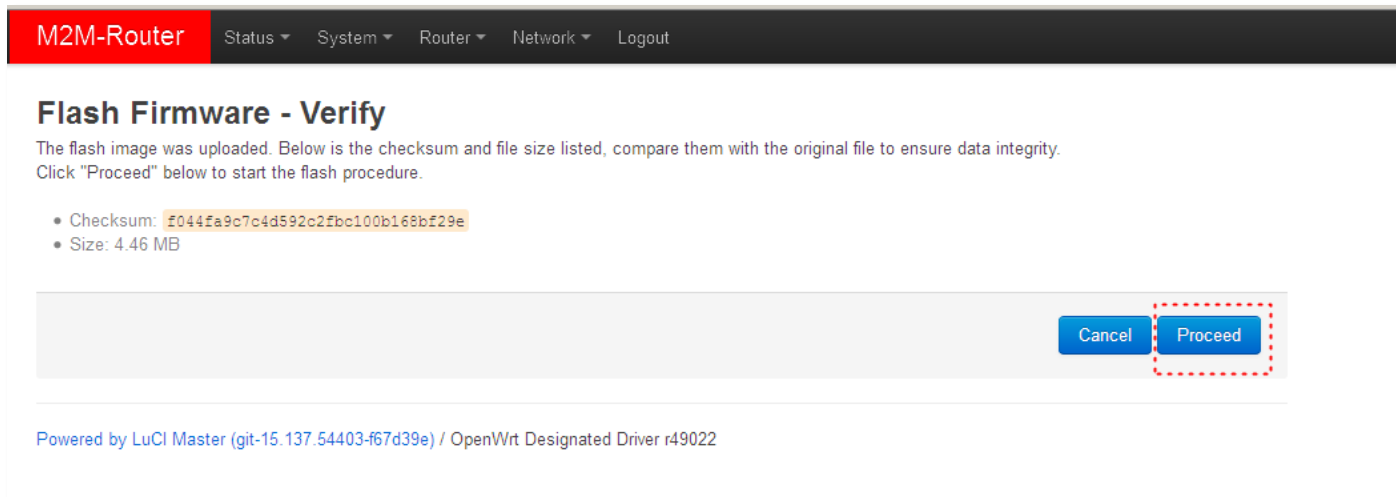 M2M-Router Status System Router Network Logout
Flash Firmware - Verify
The flash image was uploaded. Below is the checksum and file size listed, compare them with the original file to ensure data integrity.
Click "Proceed" below to start the flash procedure.
Checksum: f044fa9c7c4d592c2fbc100b168bf29e
Size: 4.46 MB
Cancel Proceed
Powered by LuCI Master (git-15.137.54403-f67d39e) / OpenWrt Designated Driver r49022